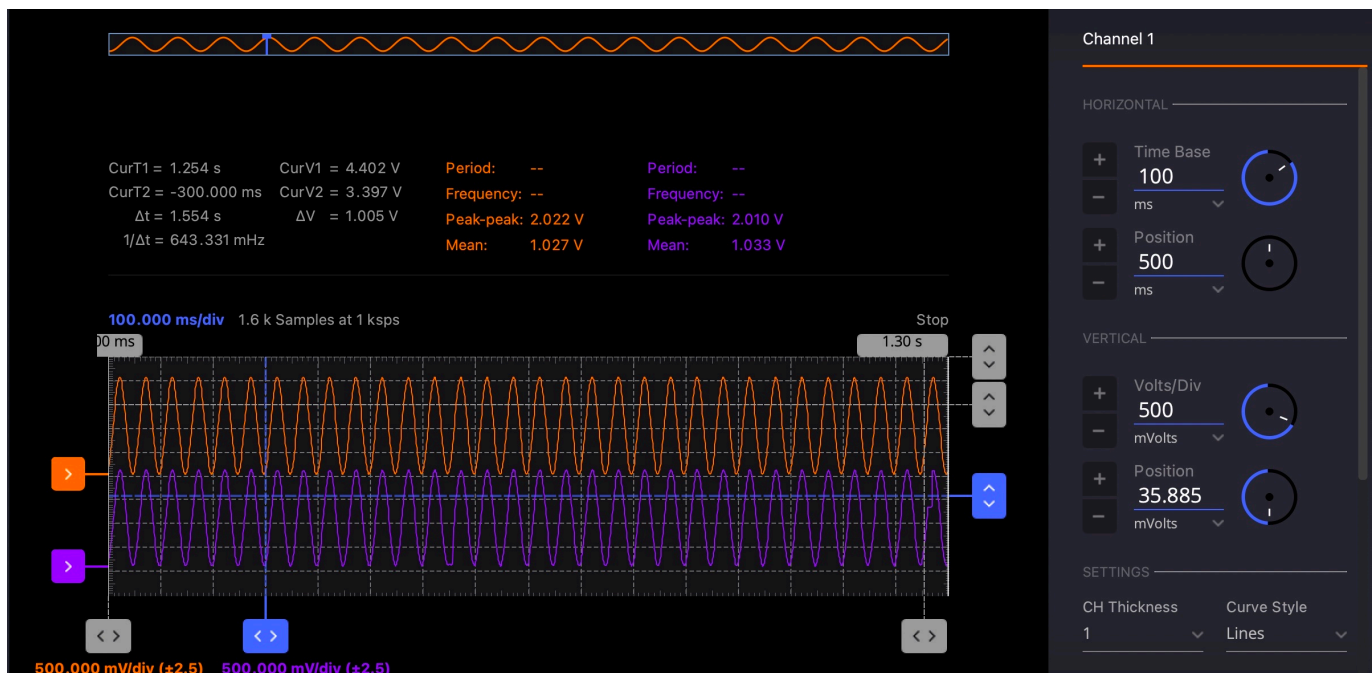 Channel 1
HORIZONTAL
Time Base
100
ms
Position
500
ms
VERTICAL
Volts/Div
500
mVolts
Position
35.885
mVolts
SETTINGS
CH Thickness Curve Style
1 Lines
CurT1 = 1.254 s CurV1 = 4.402 V Period: -- Period: --
CurT2 = -300.000 ms CurV2 = 3.397 V Frequency: -- Frequency: --
Δt = 1.554 s ΔV = 1.005 V Peak-peak: 2.022 V Peak-peak: 2.010 V
1/Δt = 643.331 mHz Mean: 1.027 V Mean: 1.033 V
100.000 ms/div 1.6 k Samples at 1 ksps Stop
00 ms 1.30 s
500.000 mV/div (±2.5) 500.000 mV/div (±2.5)